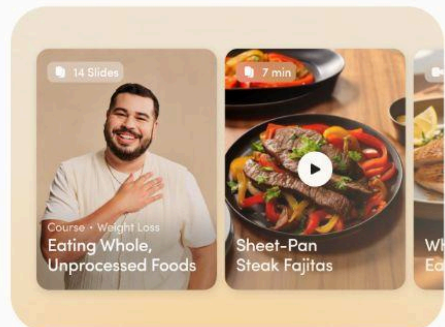 14 Slides
Course • Weight Loss
Eating Whole,
Unprocessed Foods
7 min
Sheet-Pan
Steak Fajitas